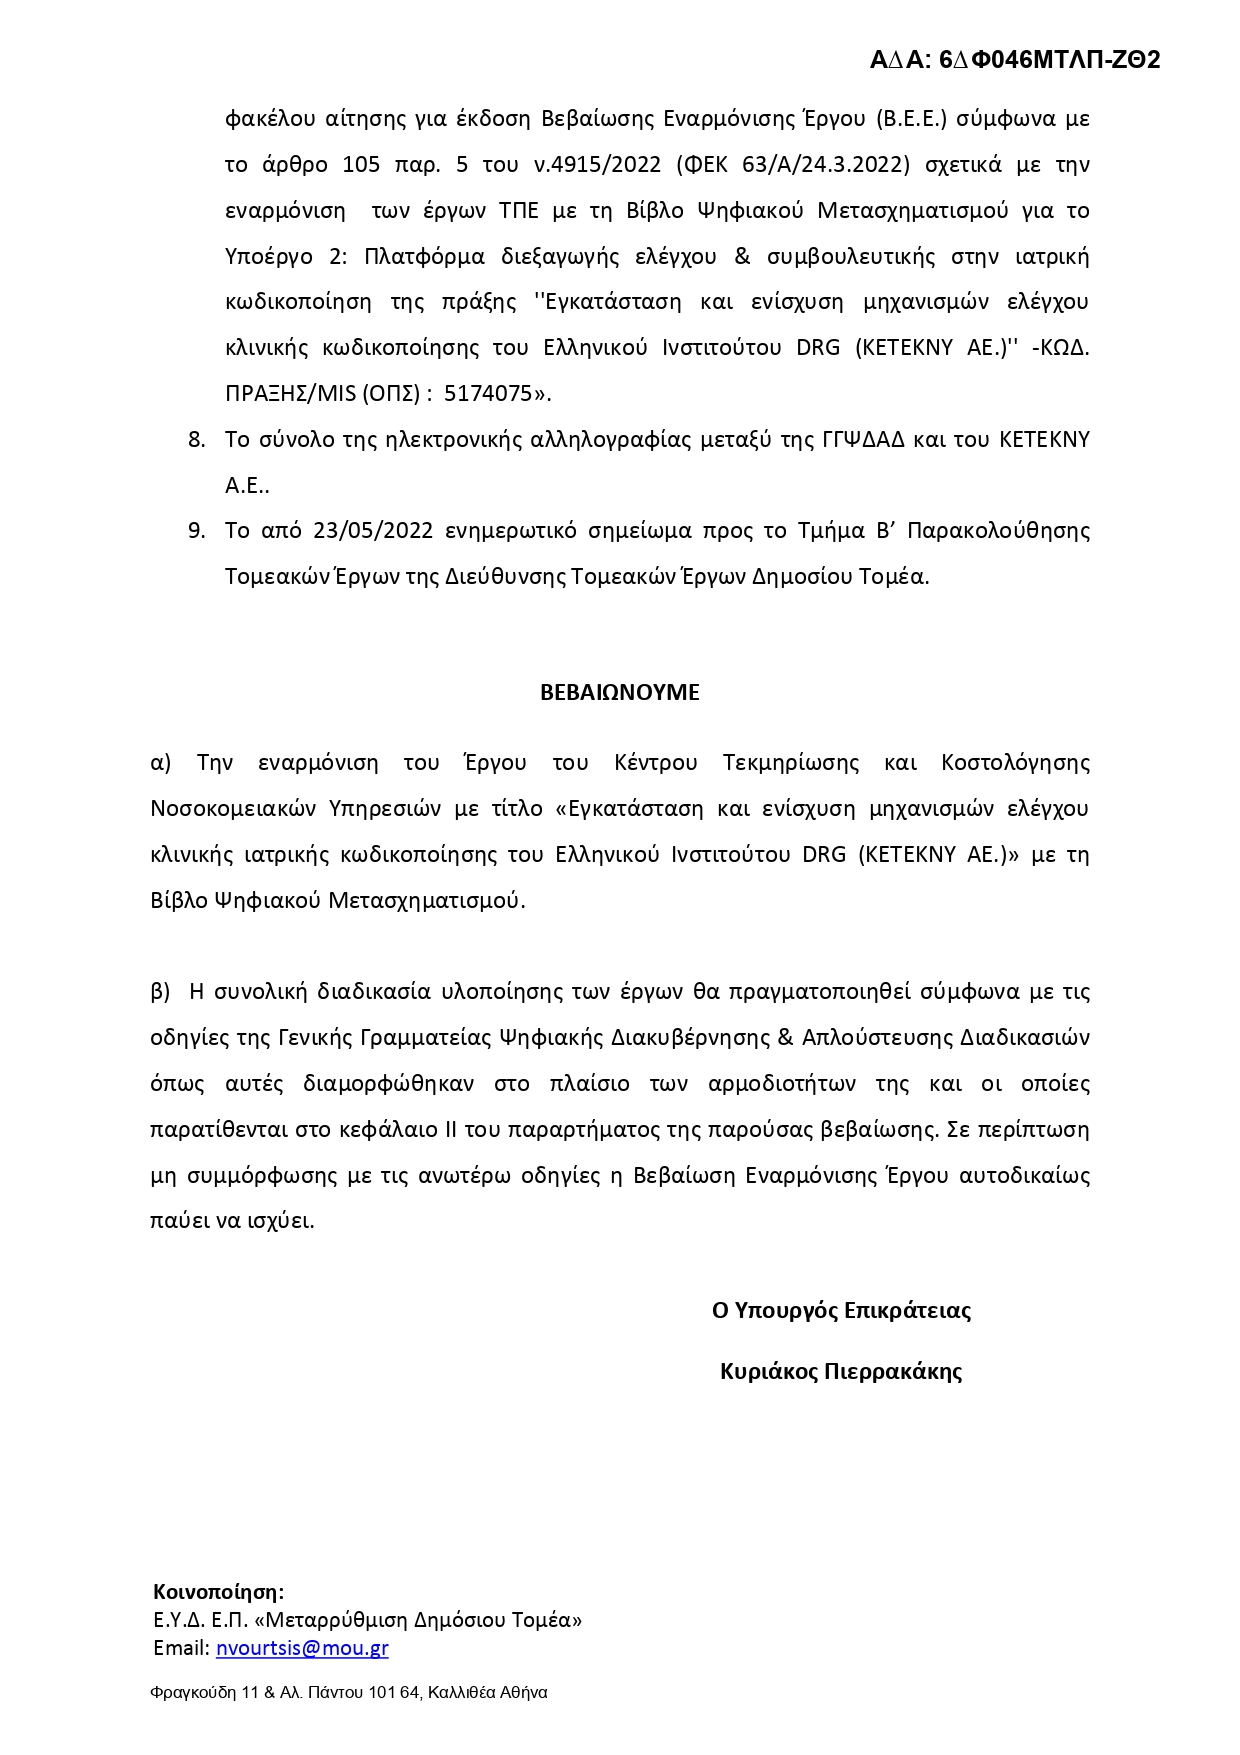 ΑΔΑ: 6ΔΦ046ΜΤΛΠ-ΖΘ2
φακέλου αίτησης για έκδοση Βεβαίωσης Εναρμόνισης Έργου (Β.Ε.Ε.) σύμφωνα με
το άρθρο 105 παρ. 5 του ν.4915/2022 (ΦΕΚ 63/Α/24.3.2022) σχετικά με την
εναρμόνιση των έργων ΤΠΕ με τη Βίβλο Ψηφιακού Μετασχηματισμού για το
Υποέργο 2: Πλατφόρμα διεξαγωγής ελέγχου & συμβουλευτικής στην ιατρική
κωδικοποίηση της πράξης ''Εγκατάσταση και ενίσχυση μηχανισμών ελέγχου
κλινικής κωδικοποίησης του Ελληνικού Ινστιτούτου DRG (ΚΕΤΕΚΝΥ ΑΕ.)'' -ΚΩΔ.
ΠΡΑΞΗΣ/MIS (ΟΠΣ) : 5174075».
8. Το σύνολο της ηλεκτρονικής αλληλογραφίας μεταξύ της ΓΓΨΔΑΔ και του ΚΕΤΕΚΝΥ
Α.Ε..
9. Το από 23/05/2022 ενημερωτικό σημείωμα προς το Τμήμα Β’ Παρακολούθησης
Τομεακών Έργων της Διεύθυνσης Τομεακών Έργων Δημοσίου Τομέα.
ΒΕΒΑΙΩΝΟΥΜΕ
α) Την εναρμόνιση του Έργου του Κέντρου Τεκμηρίωσης και Κοστολόγησης
Νοσοκομειακών Υπηρεσιών με τίτλο «Εγκατάσταση και ενίσχυση μηχανισμών ελέγχου
κλινικής ιατρικής κωδικοποίησης του Ελληνικού Ινστιτούτου DRG (ΚΕΤΕΚΝΥ ΑΕ.)» με τη
Βίβλο Ψηφιακού Μετασχηματισμού.
β) Η συνολική διαδικασία υλοποίησης των έργων θα πραγματοποιηθεί σύμφωνα με τις
οδηγίες της Γενικής Γραμματείας Ψηφιακής Διακυβέρνησης & Απλούστευσης Διαδικασιών
όπως αυτές διαμορφώθηκαν στο πλαίσιο των αρμοδιοτήτων της και οι οποίες
παρατίθενται στο κεφάλαιο ΙΙ του παραρτήματος της παρούσας βεβαίωσης. Σε περίπτωση
μη συμμόρφωσης με τις ανωτέρω οδηγίες η Βεβαίωση Εναρμόνισης Έργου αυτοδικαίως
παύει να ισχύει.
Ο Υπουργός Επικράτειας
Κυριάκος Πιερρακάκης
Κοινοποίηση:
Ε.Υ.Δ. Ε.Π. «Μεταρρύθμιση Δημόσιου Τομέα»
Email: nvourtsis@mou.gr
Φραγκούδη 11 & Αλ. Πάντου 101 64, Καλλιθέα Αθήνα